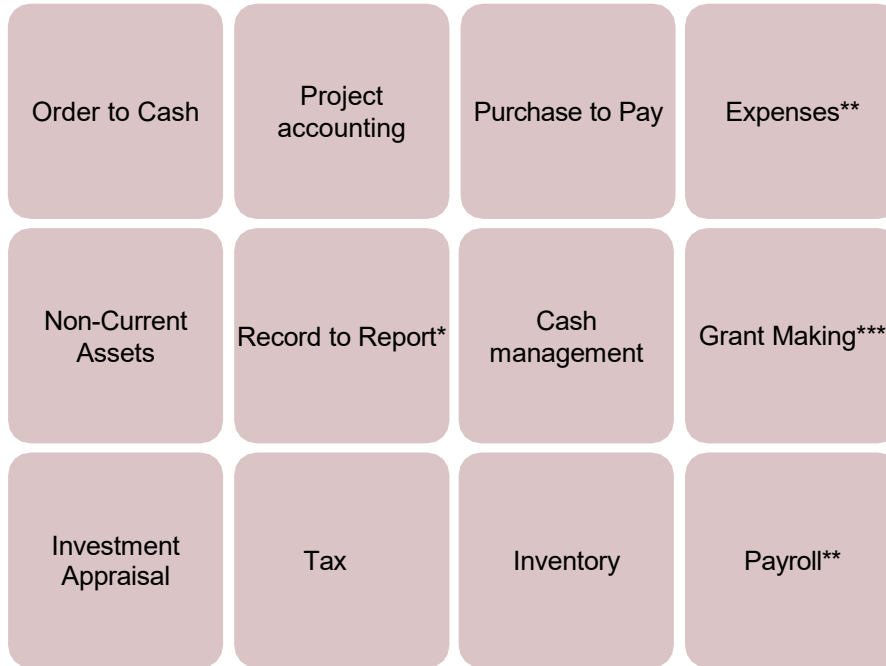 Order to Cash
Project
accounting
Purchase to Pay
Expenses**
Non-Current
Assets
Record to Report*
Cash
management
Grant Making***
Investment
Appraisal
Tax
Inventory
Payroll**